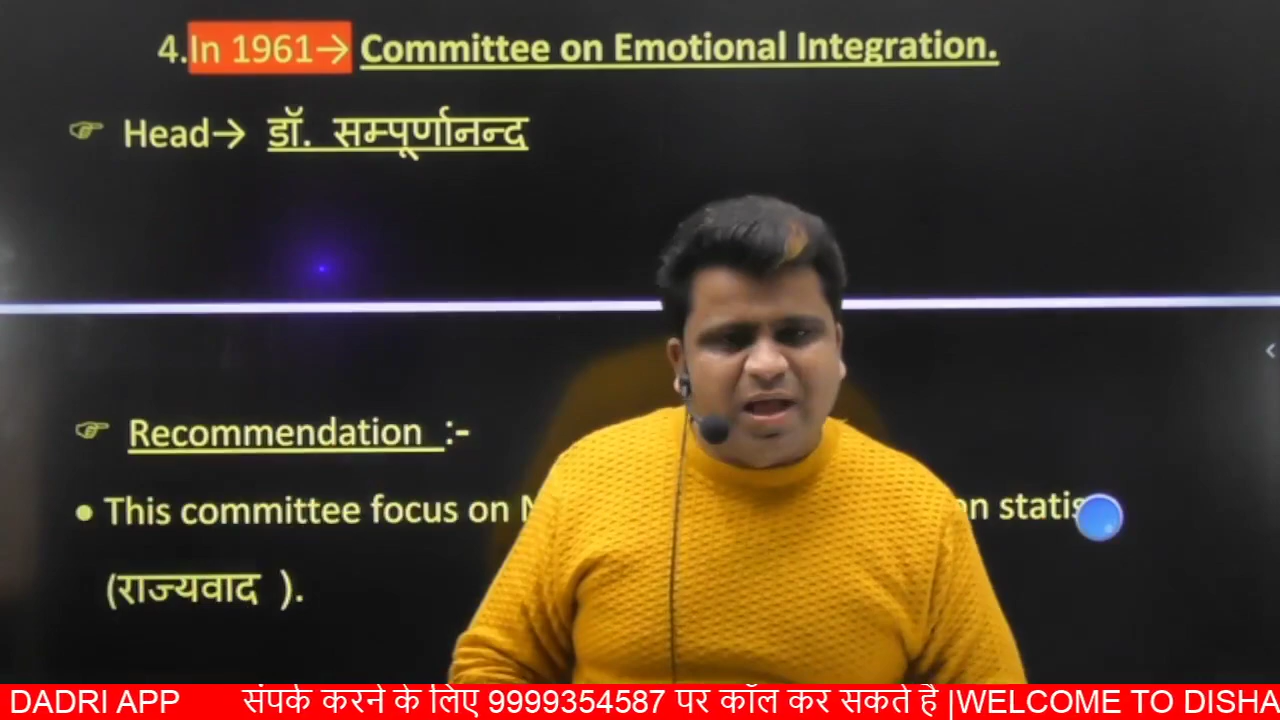 4.In 1961→ Committee on Emotional Integration.
☞ Head→ डॉ. सम्पूर्णानन्द
☞ Recommendation :-
• This committee focus on
(राज्यवाद ).
DADRI APP संपर्क करने के लिए 9999354587 पर कॉल कर सकते है |WELCOME TO DISHA